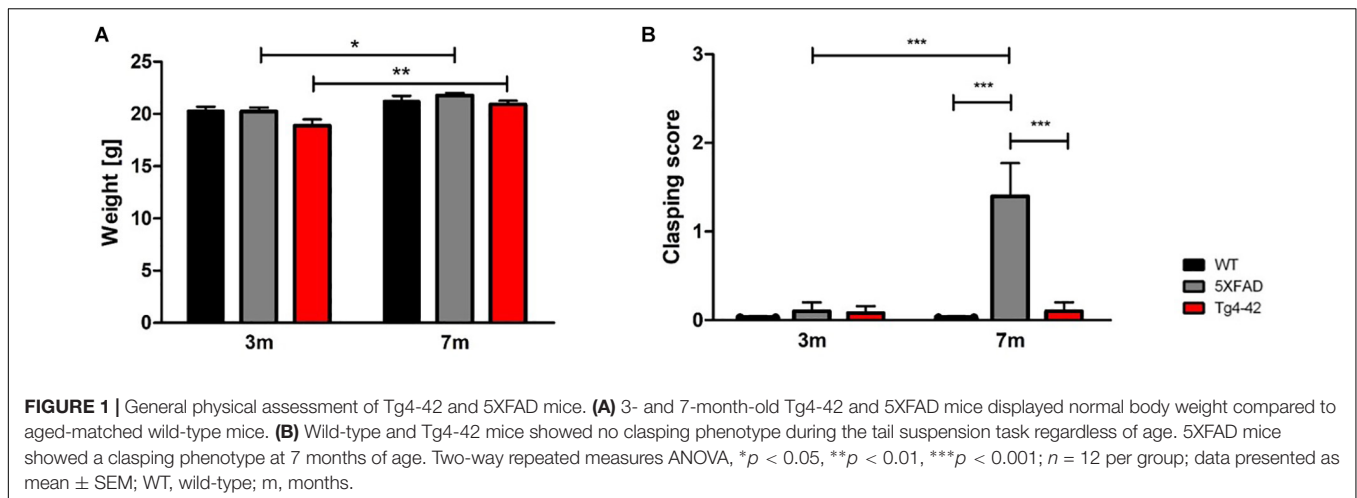 A
B
*
**
25
20
15
10
5
0
Weight [g]
3m
7m
***
***
***
3
2
1
0
Clasping score
3m
7m
WT
5XFAD
Tg4-42
FIGURE 1 | General physical assessment of Tg4-42 and 5XFAD mice. (A) 3- and 7-month-old Tg4-42 and 5XFAD mice displayed normal body weight compared to
aged-matched wild-type mice. (B) Wild-type and Tg4-42 mice showed no clasping phenotype during the tail suspension task regardless of age. 5XFAD mice
showed a clasping phenotype at 7 months of age. Two-way repeated measures ANOVA, *p < 0.05, **p < 0.01, ***p < 0.001; n = 12 per group; data presented as
mean ± SEM; WT, wild-type; m, months.